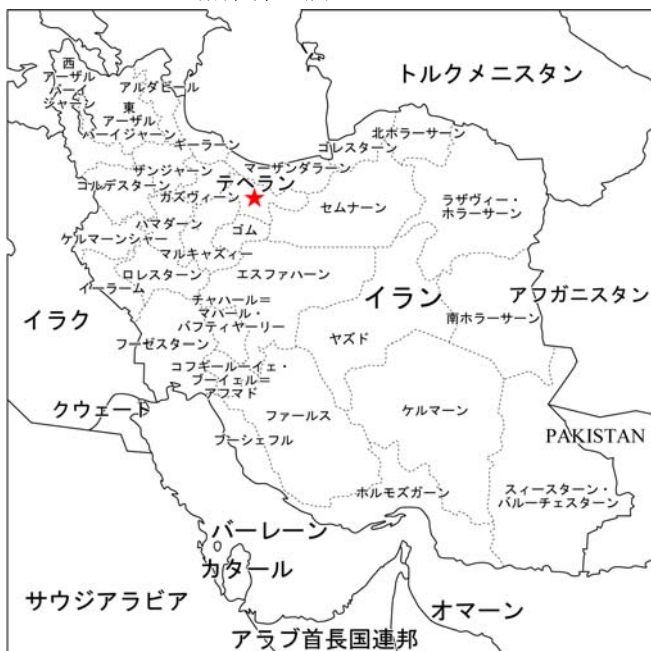 トルクメニスタン
西
アーザル
バーイ
ジャーン
アルダビール
東
アーザル
バーイジャーン
北ホラーサーン
ゴレスターン
ギーラーン
マーザンダラーン
ザンジャーン
テヘラン
コルデスターン
ガズヴィーン
セムナーン
ラザヴィー・
ホラーサーン
ハマダーン
ゴム
ケルマーンシャー
マルキャズィー
ロレスターン
エスファハーン
イーラーム
イラン
アフガニスタン
チャハール=
マハール・
バフティヤーリー
イラク
南ホラーサーン
フーゼスターン
ヤズド
コフギールーイェ・
ブーイェル=
アフマド
クウェート
ファールス
ケルマーン
PAKISTAN
ブーシェフル
ホルモズガーン
スィースターン・
バルーチェスターン
バーレーン
カタール
サウジアラビア
オマーン
アラブ首長国連邦